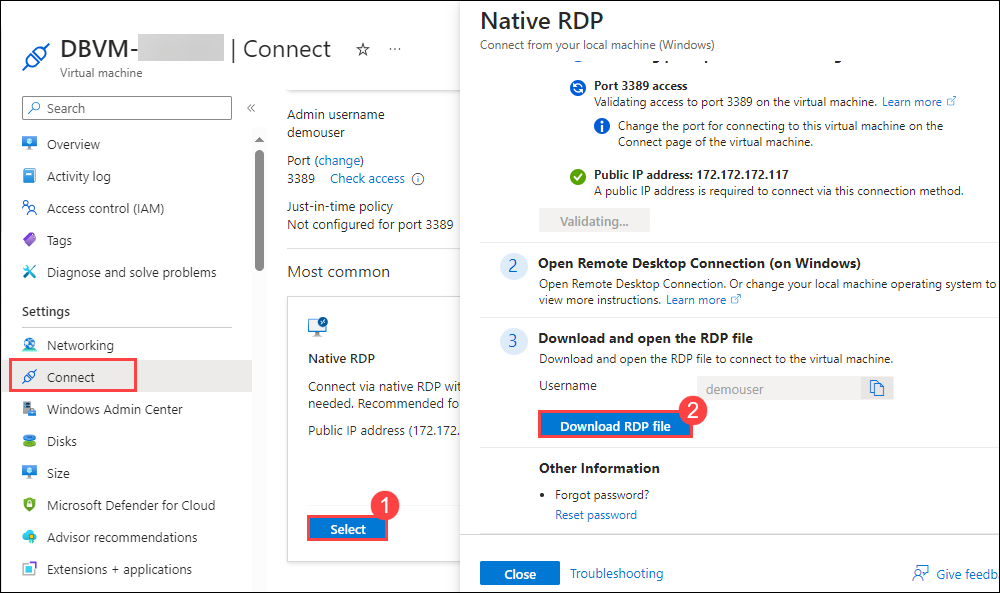 DBVM- | Connect
Virtual machine
Search
Overview
Activity log
Access control (IAM)
Tags
Diagnose and solve problems
Settings
Networking
Connect
Windows Admin Center
Disks
Size
Microsoft Defender for Cloud
Advisor recommendations
Extensions + applications
Admin username
demouser
Port (change)
3389 Check access
Just-in-time policy
Not configured for port 3389
Most common
Native RDP
Connect via native RDP wit
needed. Recommended fo
Public IP address (172.172.
1
Select
Native RDP
Connect from your local machine (Windows)
Port 3389 access
Validating access to port 3389 on the virtual machine. Learn more
Change the port for connecting to this virtual machine on the
Connect page of the virtual machine.
Public IP address: 172.172.172.117
A public IP address is required to connect via this connection method.
Validating...
2 Open Remote Desktop Connection (on Windows)
Open Remote Desktop Connection. Or change your local machine operating system to
view more instructions. Learn more
3 Download and open the RDP file
Download and open the RDP file to connect to the virtual machine.
Username demouser
2
Download RDP file
Other Information
• Forgot password?
Reset password
Close Troubleshooting Give feedb